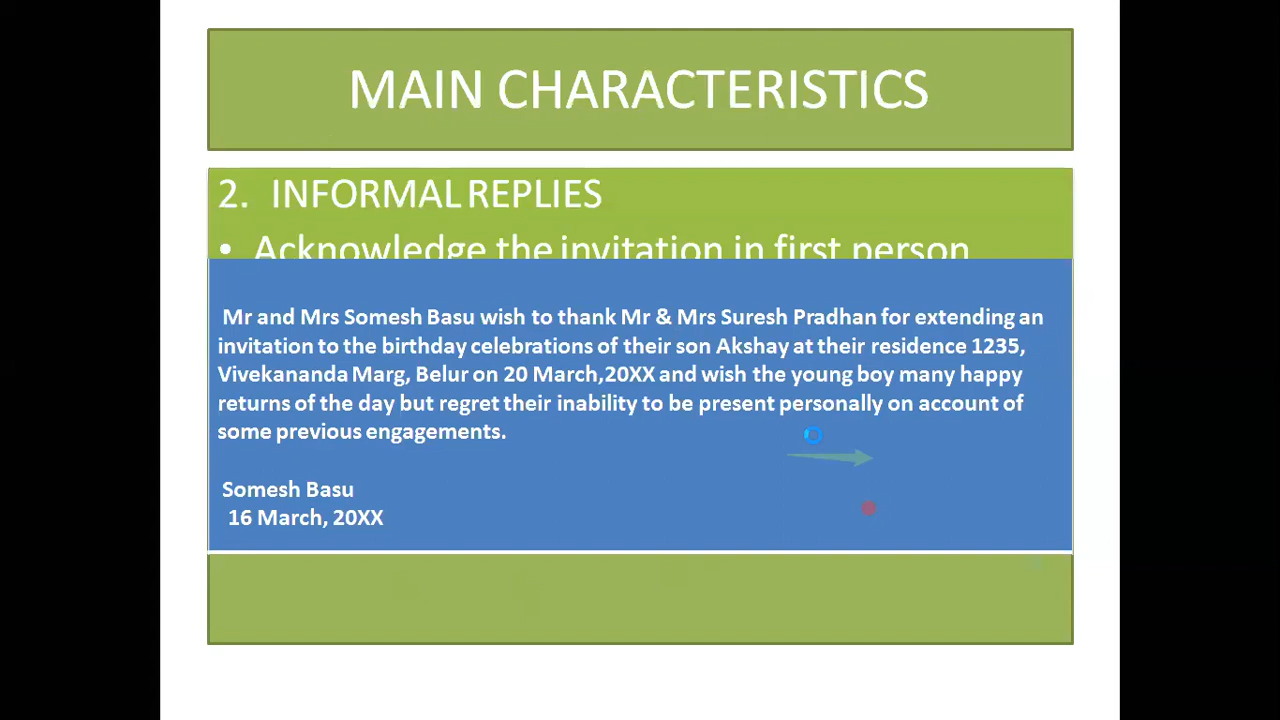 MAIN CHARACTERISTICS
2. INFORMAL REPLIES
• Acknowledge the invitation in first person
Mr and Mrs Somesh Basu wish to thank Mr & Mrs Suresh Pradhan for extending an
invitation to the birthday celebrations of their son Akshay at their residence 1235,
Vivekananda Marg, Belur on 20 March,20XX and wish the young boy many happy
returns of the day but regret their inability to be present personally on account of
some previous engagements.
Somesh Basu
16 March, 20XX